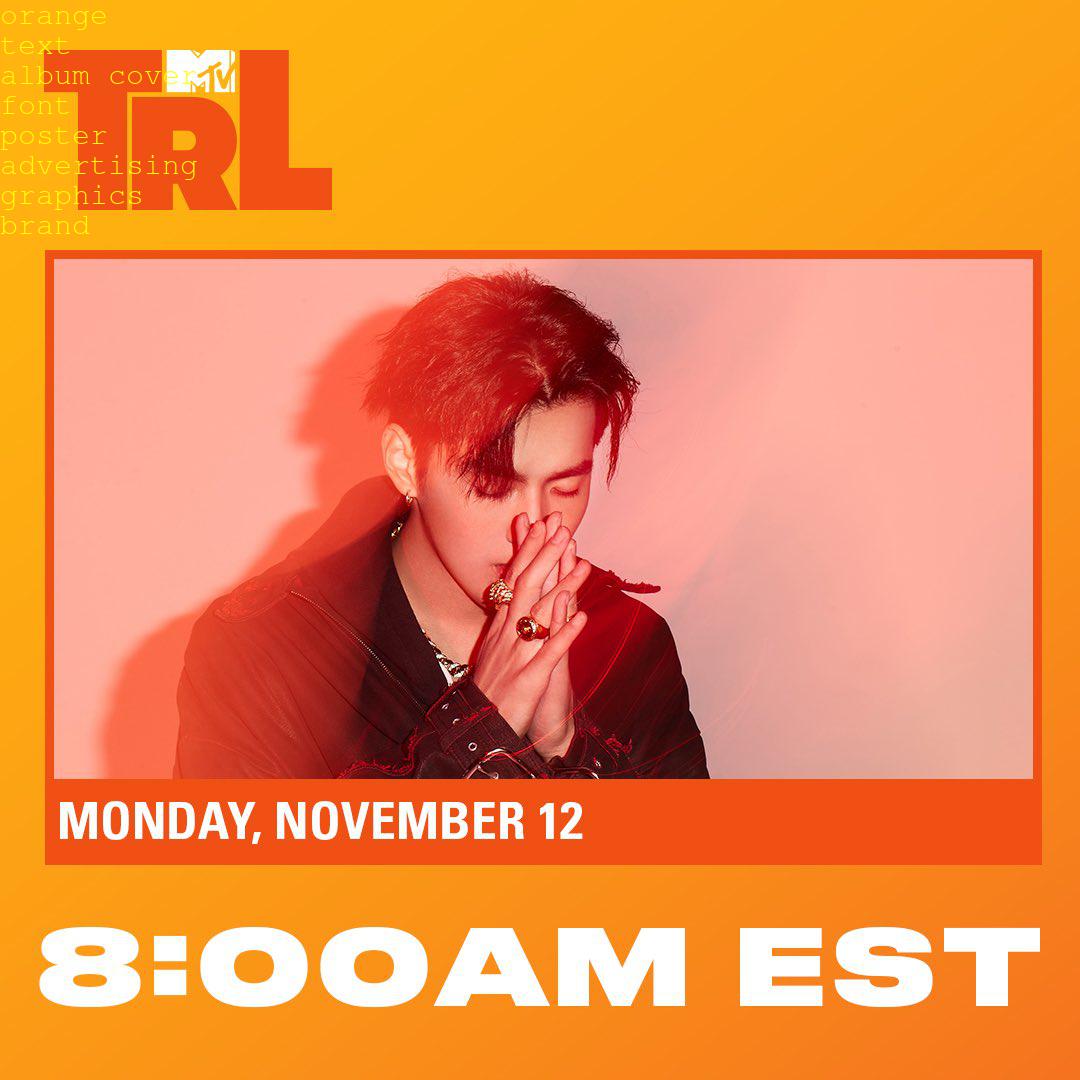 orange
text
album cover
font
poster
advertising
graphics
brand
MTV
TRL
MONDAY, NOVEMBER 12
8:00AM EST